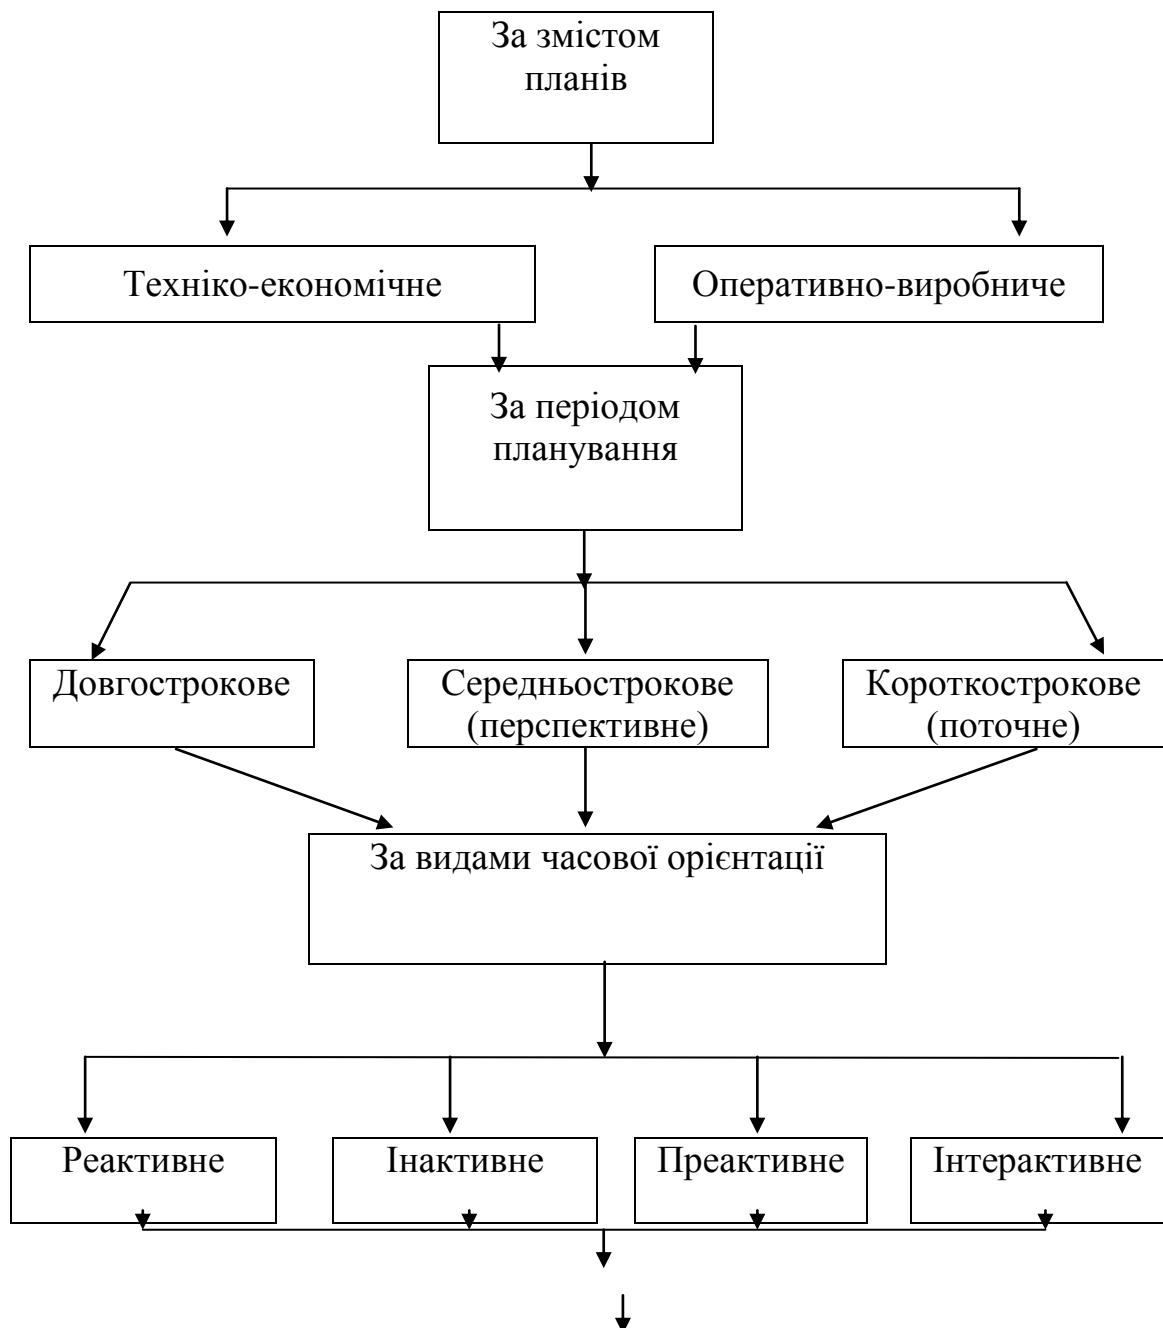 За змістом
планів
Техніко-економічне
Оперативно-виробниче
За періодом
планування
Довгострокове
Середньострокове
(перспективне)
Короткострокове
(поточне)
За видами часової орієнтації
Реактивне
Інактивне
Преактивне
Інтерактивне